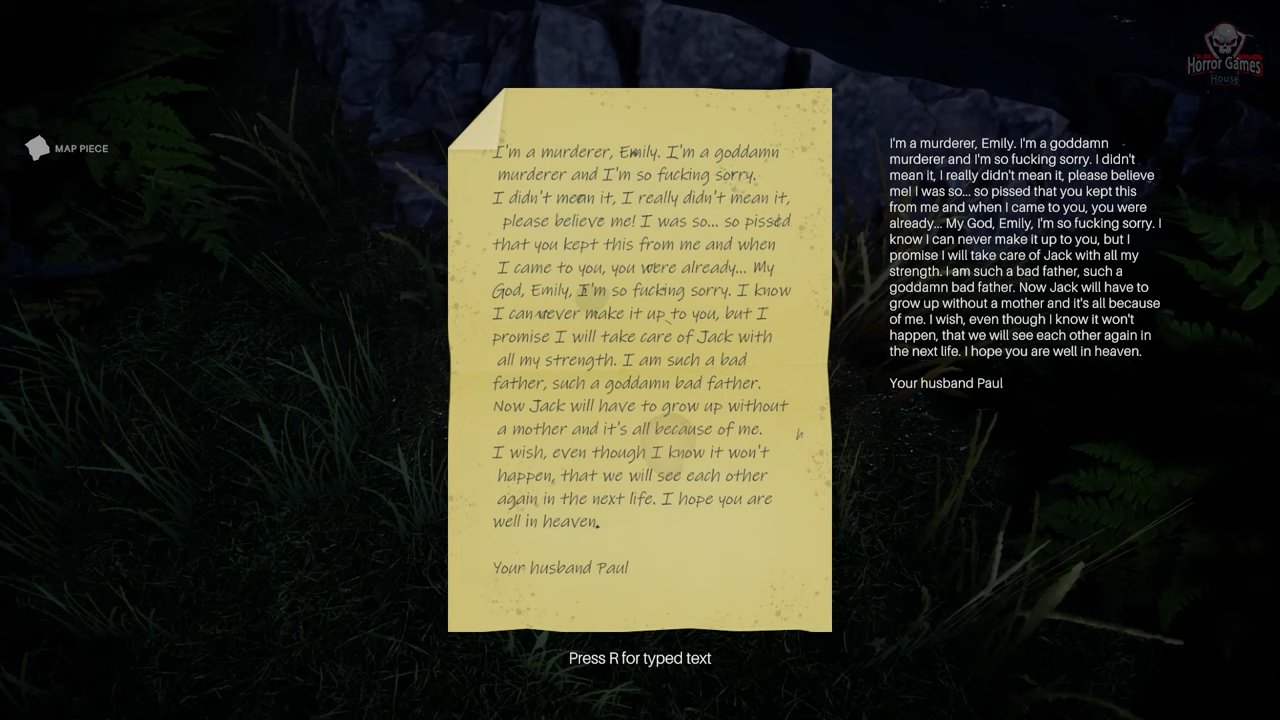 Horror Games
House
MAP PIECE
I'm a murderer, Emily. I'm a goddamn
murderer and I'm so fucking sorry.
I didn't mean it, I really didn't mean it,
please believe me! I was so... so pissed
that you kept this from me and when
I came to you, you were already... My
God, Emily, I'm so fucking sorry. I know
I can never make it up to you, but I
promise I will take care of Jack with
all my strength. I am such a bad
father, such a goddamn bad father.
Now Jack will have to grow up without
a mother and it's all because of me.
I wish, even though I know it won't
happen, that we will see each other
again in the next life. I hope you are
well in heaven.
Your husband Paul
I'm a murderer, Emily. I'm a goddamn
murderer and I'm so fucking sorry. I didn't
mean it, I really didn't mean it, please believe
me! I was so... so pissed that you kept this
from me and when I came to you, you were
already... My God, Emily, I'm so fucking sorry. I
know I can never make it up to you, but I
promise I will take care of Jack with all my
strength. I am such a bad father, such a
goddamn bad father. Now Jack will have to
grow up without a mother and it's all because
of me. I wish, even though I know it won't
happen, that we will see each other again in
the next life. I hope you are well in heaven.
Your husband Paul
Press R for typed text